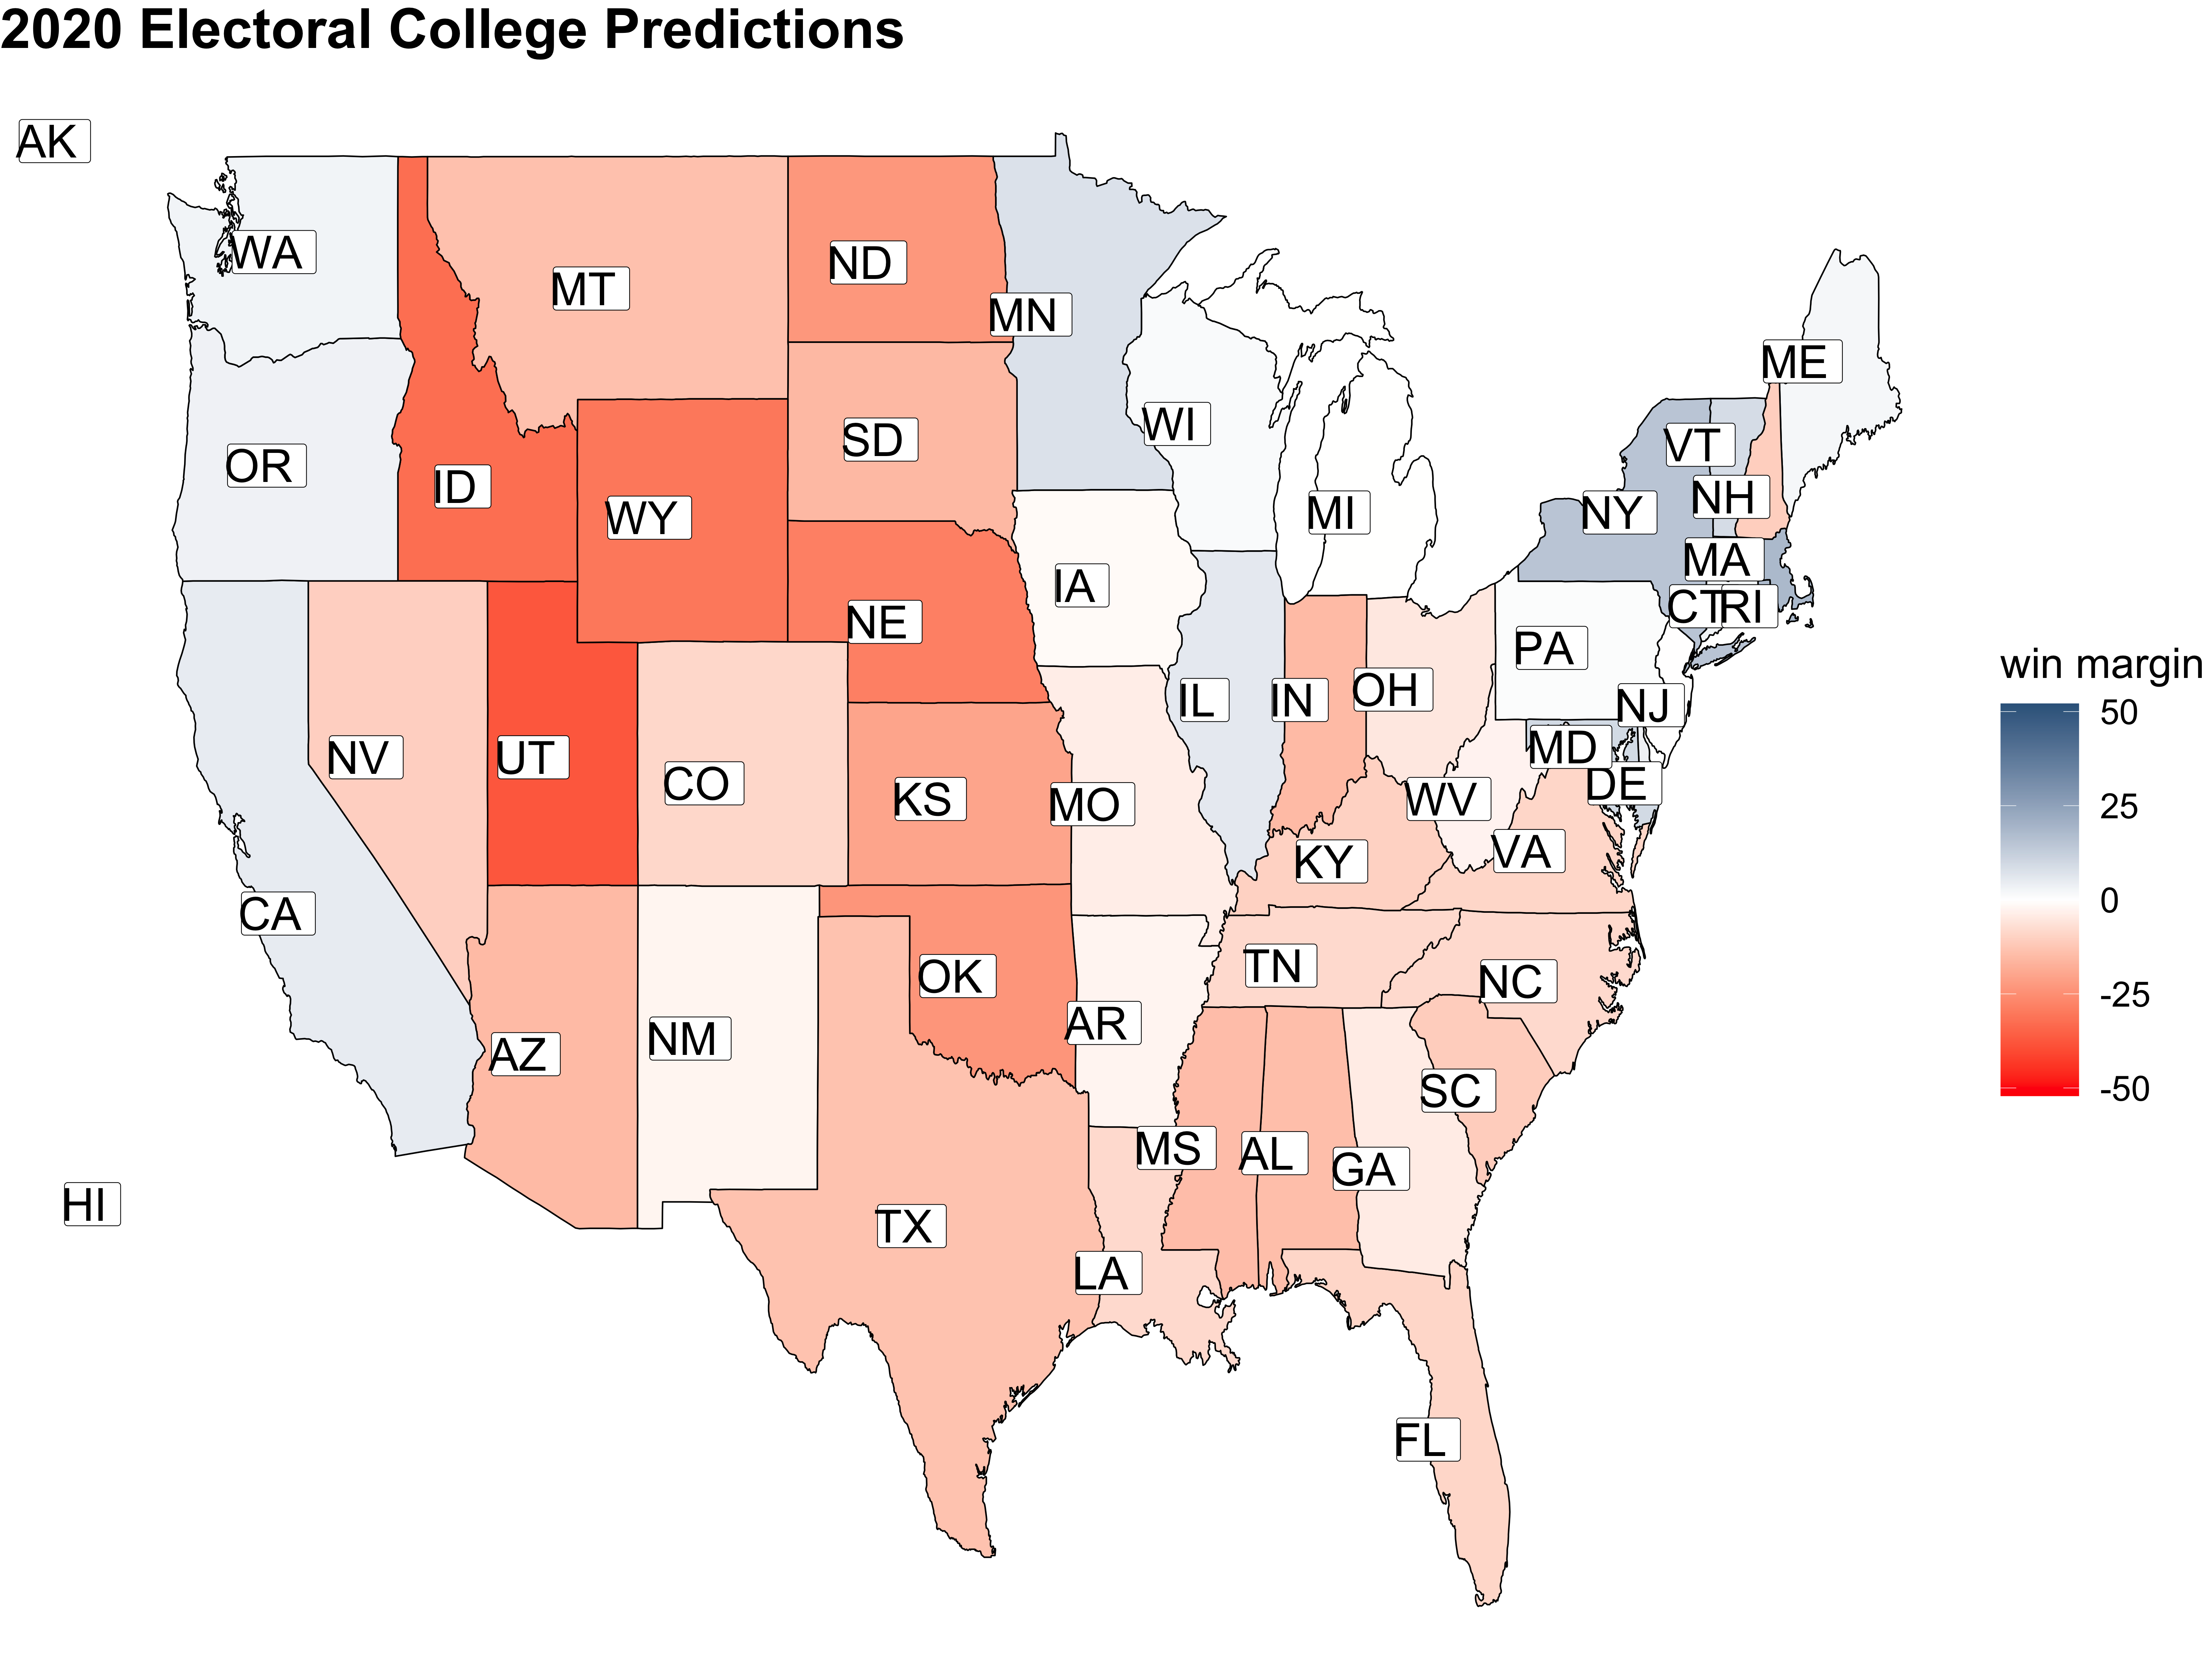 2020 Electoral College Predictions
AK
WA
MT
ND
MN
ME
OR
ID
WY
SD
WI
VT
NH
NY
MI
MA
IA
NE
CT
RI
PA
NV
UT
CO
KS
MO
IL
IN
OH
NJ
MD
DE
WV
KY
VA
CA
AZ
NM
OK
AR
TN
NC
SC
MS
AL
GA
HI
TX
LA
FL
win margin
50
25
0
-25
-50